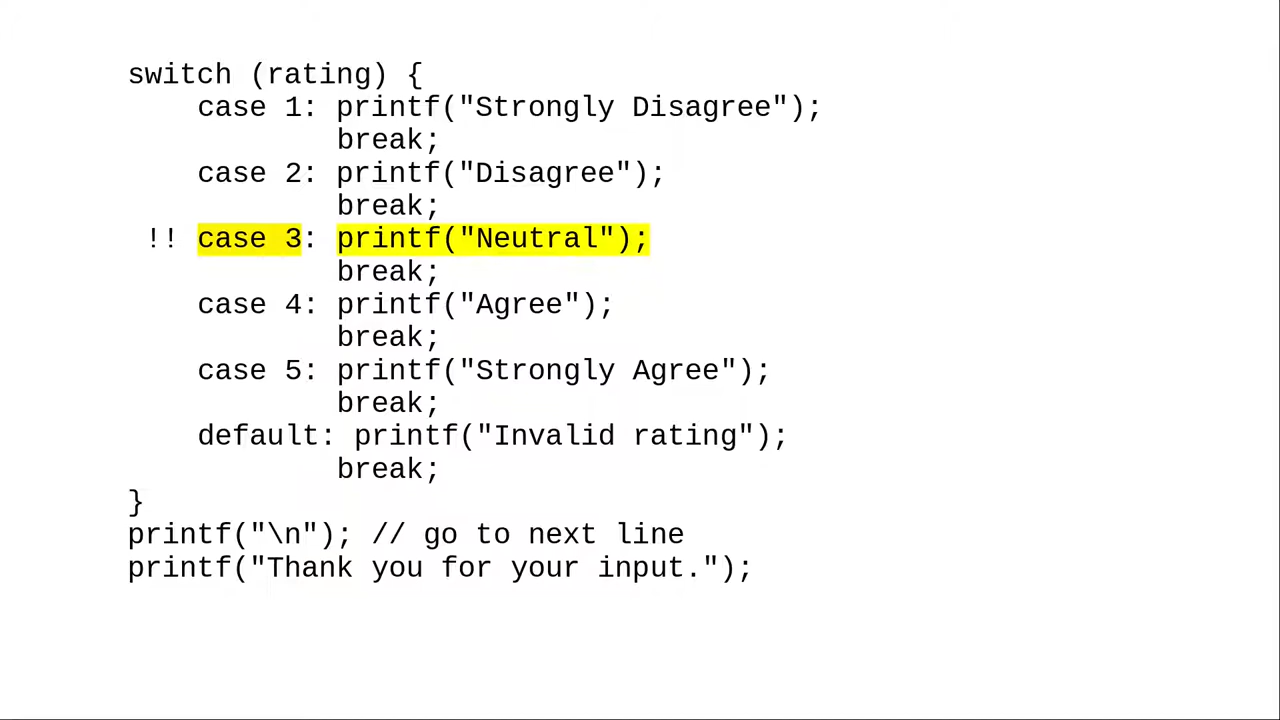 switch (rating) {
    case 1: printf("Strongly Disagree");
            break;
    case 2: printf("Disagree");
            break;
 !! case 3: printf("Neutral");
            break;
    case 4: printf("Agree");
            break;
    case 5: printf("Strongly Agree");
            break;
    default: printf("Invalid rating");
            break;
}
printf("\n"); // go to next line
printf("Thank you for your input.");